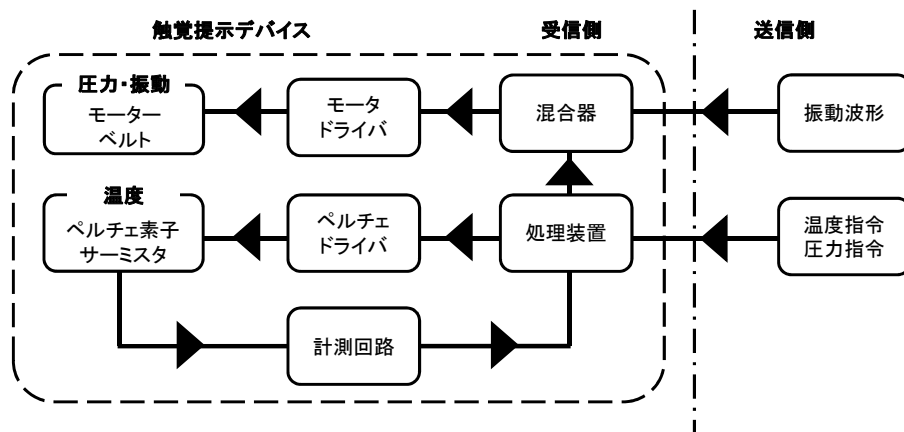 触覚提示デバイス
受信側
送信側
圧力・振動
モーター
ベルト
モータ
ドライバ
混合器
振動波形
温度
ペルチェ素子
サーミスタ
ペルチェ
ドライバ
処理装置
温度指令
圧力指令
計測回路